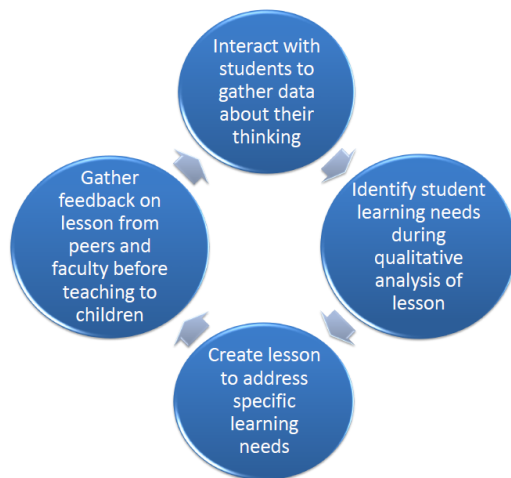 Interact with
students to
gather data
about their
thinking
Identify student
learning needs
during
qualitative
analysis of
lesson
Create lesson
to address
specific
learning
needs
Gather
feedback on
lesson from
peers and
faculty before
teaching to
children